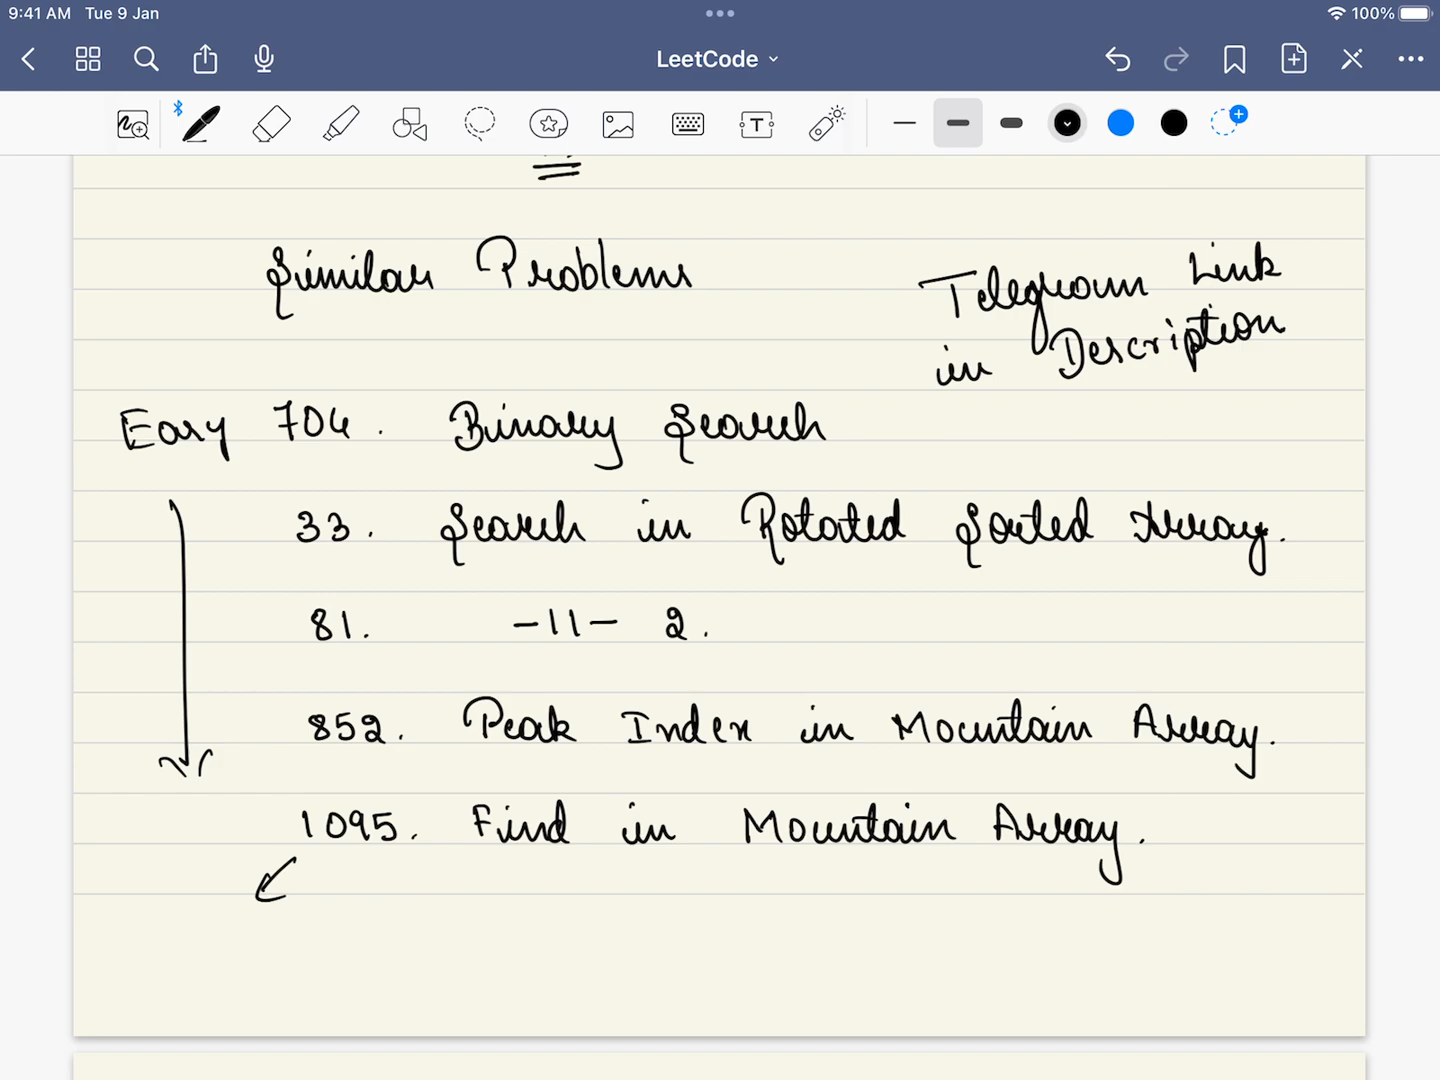 9:41 AM Tue 9 Jan
100%
LeetCode
T
Similar Problems
Telegram Link
in Description
Easy 704. Binary Search
33. Search in Rotated Sorted Array.
81. -11- 2.
852. Peak Index in Mountain Array.
1095. Find in Mountain Array.